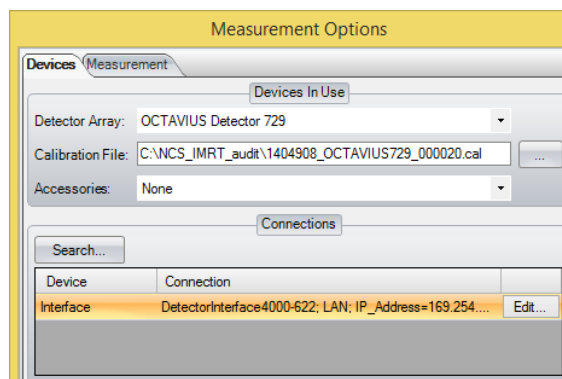 Measurement Options
Devices Measurement
Devices In Use
Detector Array: OCTAVIUS Detector 729
Calibration File: C:\NCS_IMRT_audit\1404908_OCTAVIUS729_000020.cal ...
Accessories: None
Connections
Search...
Device Connection
Interface DetectorInterface4000-622; LAN; IP_Address=169.254.... Edit...